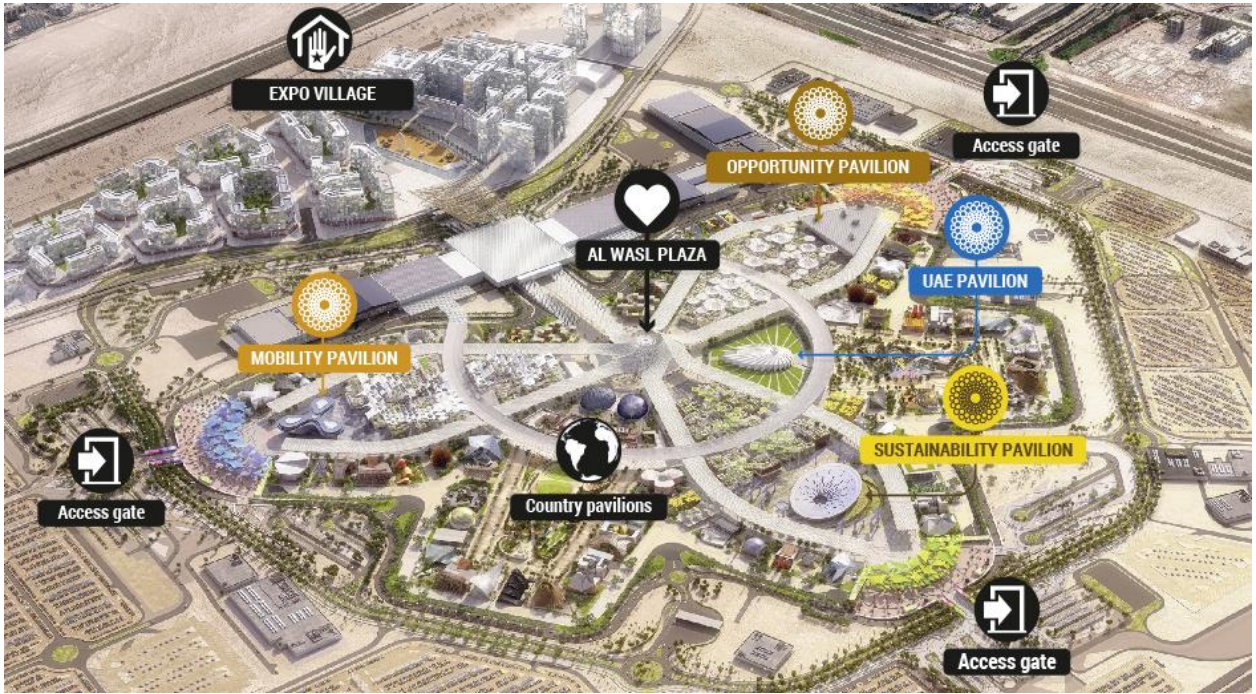 EXPO VILLAGE
Access gate
OPPORTUNITY PAVILION
AL WASL PLAZA
UAE PAVILION
MOBILITY PAVILION
SUSTAINABILITY PAVILION
Access gate
Country pavilions
Access gate